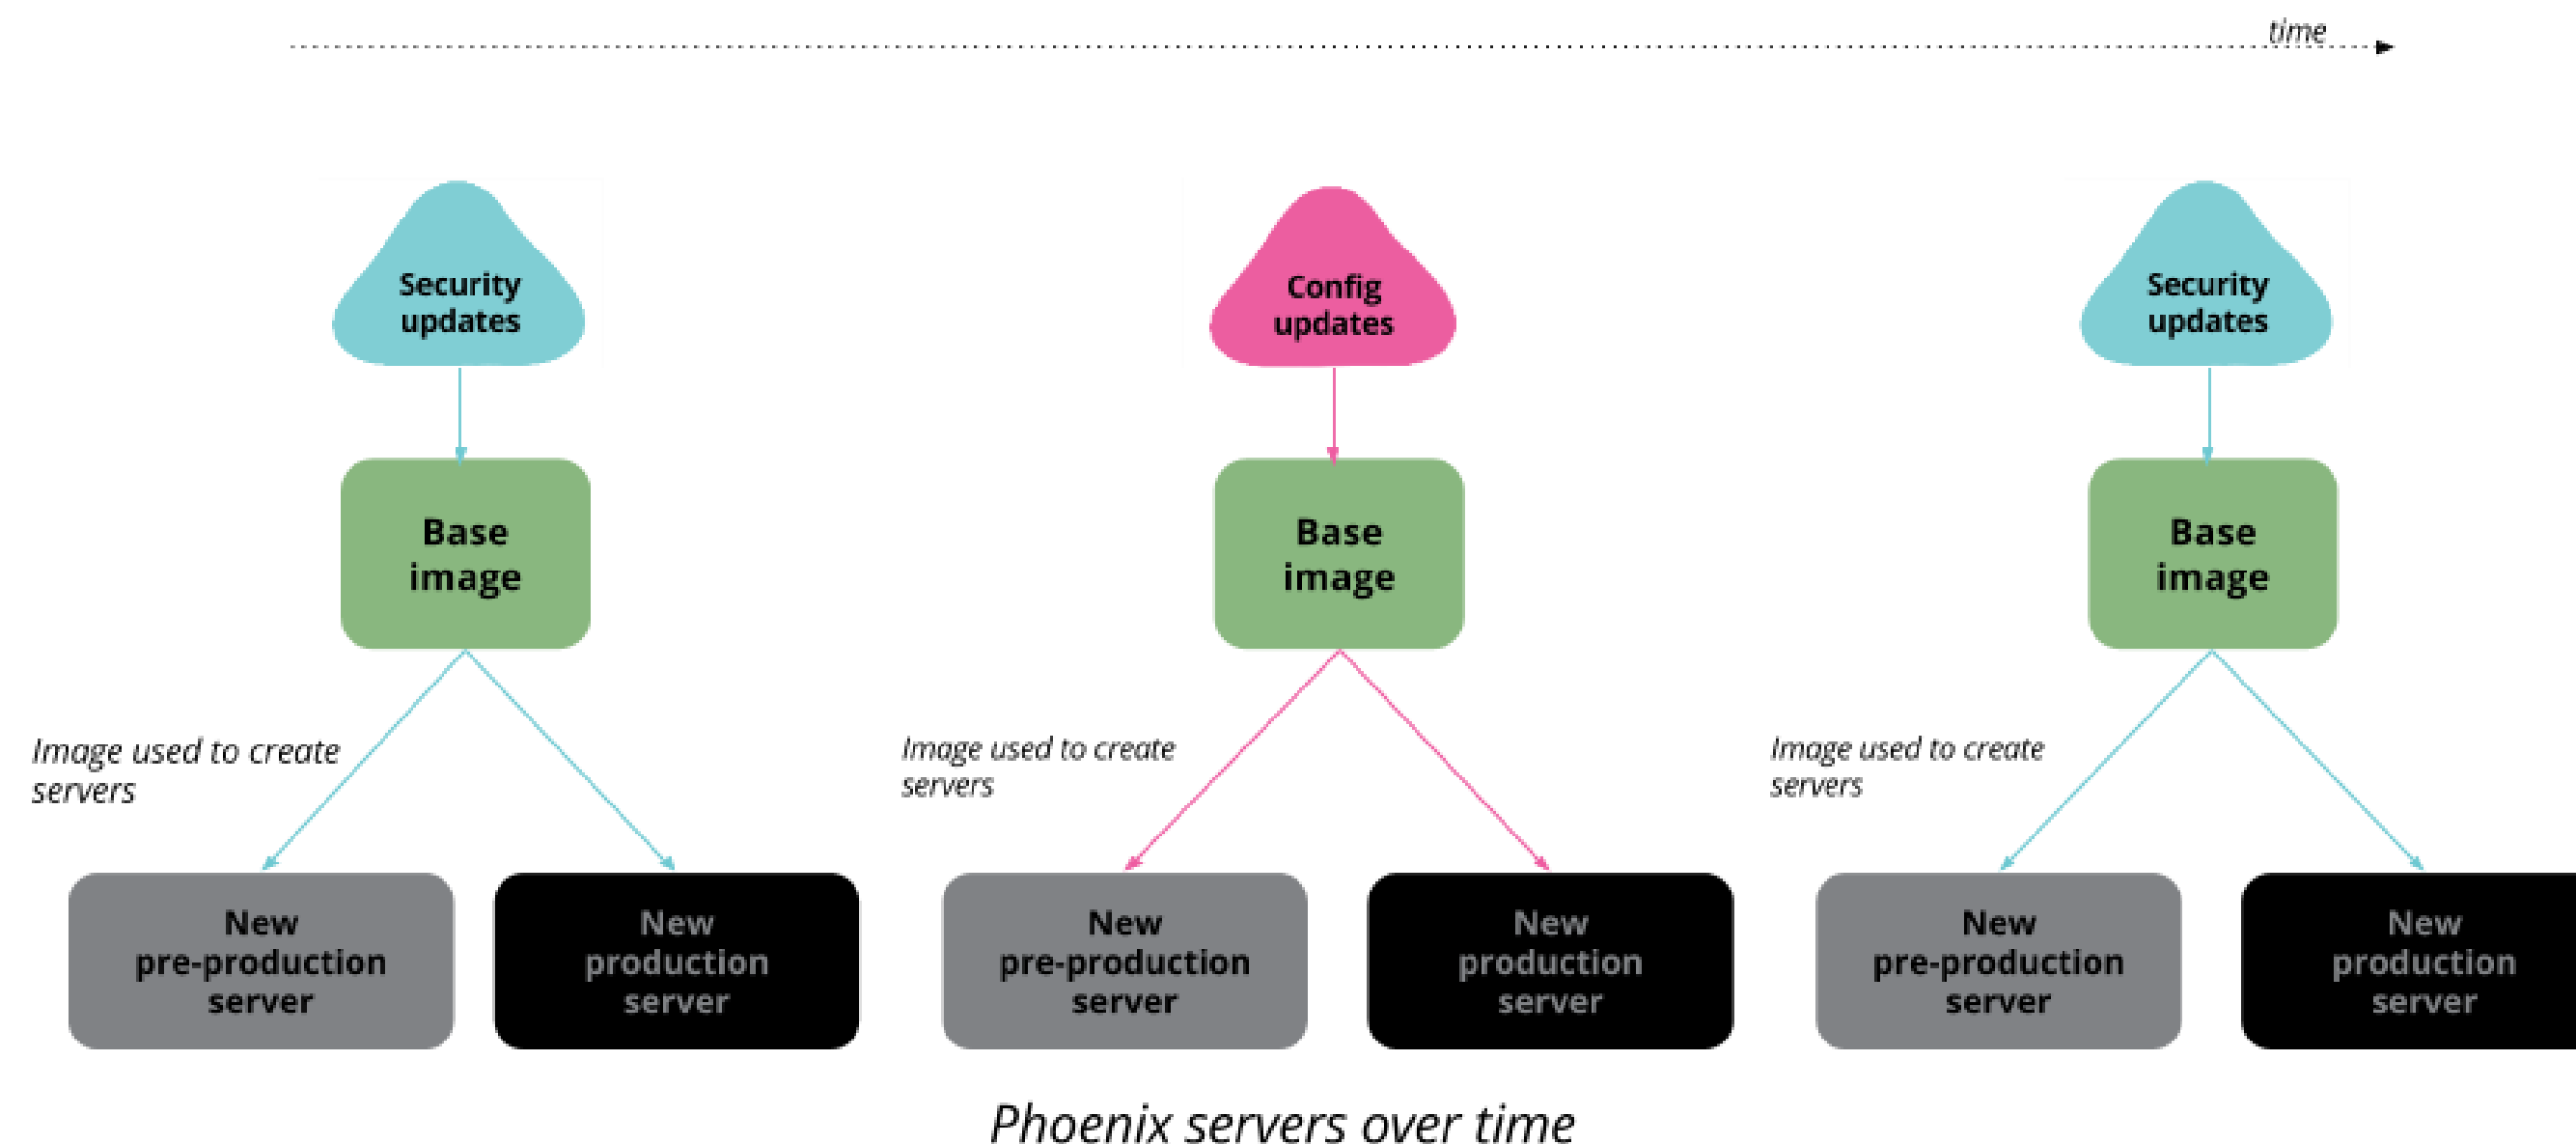 time
Security
updates
Config
updates
Security
updates
Base
image
Base
image
Base
image
Image used to create
servers
Image used to create
servers
Image used to create
servers
New
pre-production
server
New
production
server
New
pre-production
server
New
production
server
New
pre-production
server
New
production
server
Phoenix servers over time